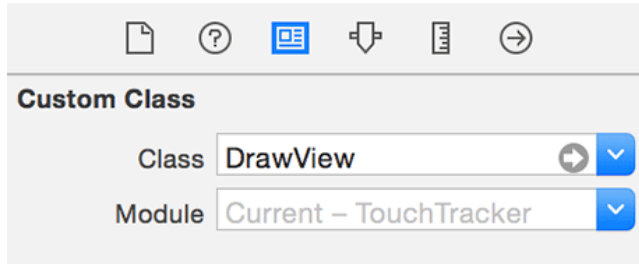 Custom Class
Class DrawView
Module Current – TouchTracker